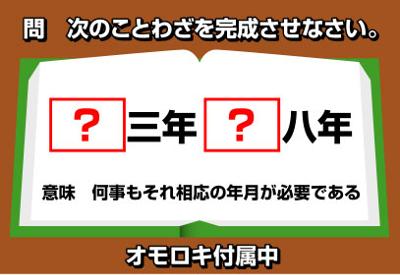 問　次のことわざを完成させなさい。
？三年？八年
意味　何事もそれ相応の年月が必要である
オモロキ付属中